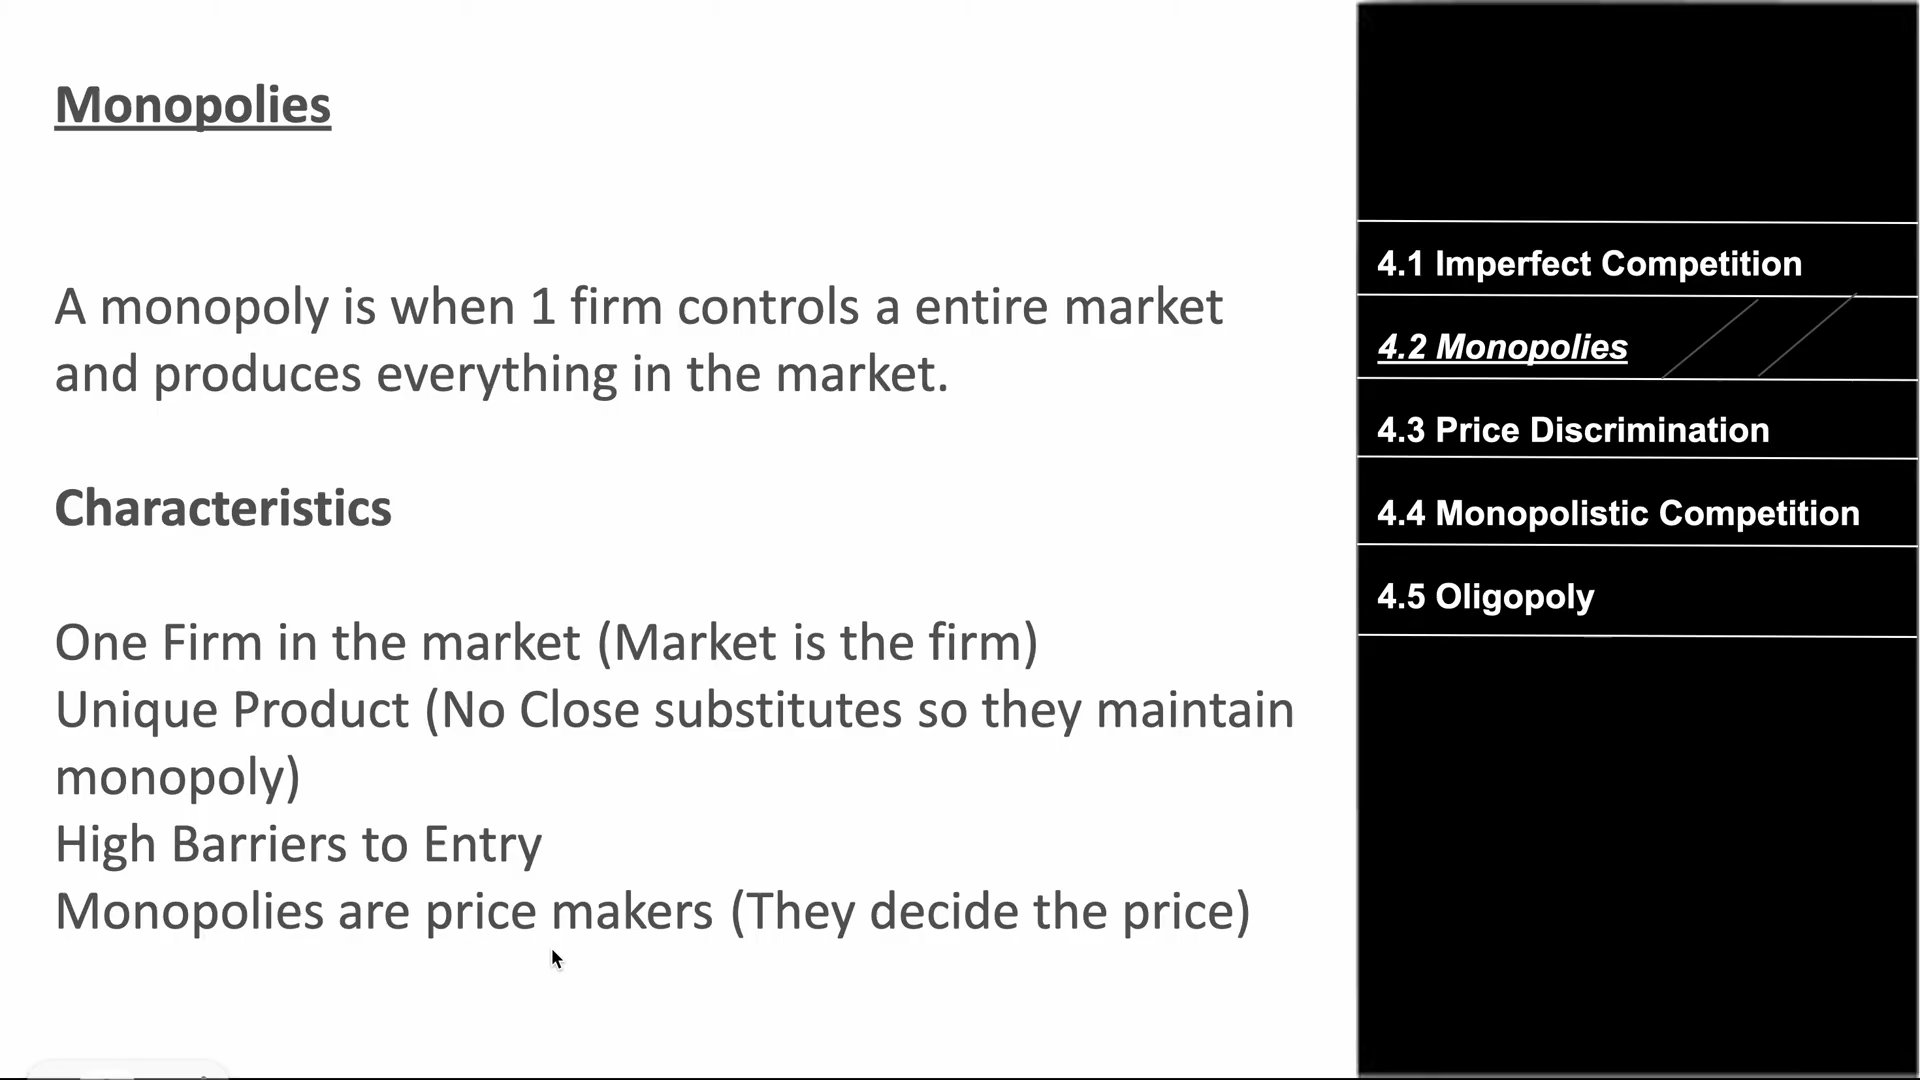 Monopolies
A monopoly is when 1 firm controls a entire market
and produces everything in the market.
Characteristics
One Firm in the market (Market is the firm)
Unique Product (No Close substitutes so they maintain
monopoly)
High Barriers to Entry
Monopolies are price makers (They decide the price)
4.1 Imperfect Competition
4.2 Monopolies
4.3 Price Discrimination
4.4 Monopolistic Competition
4.5 Oligopoly